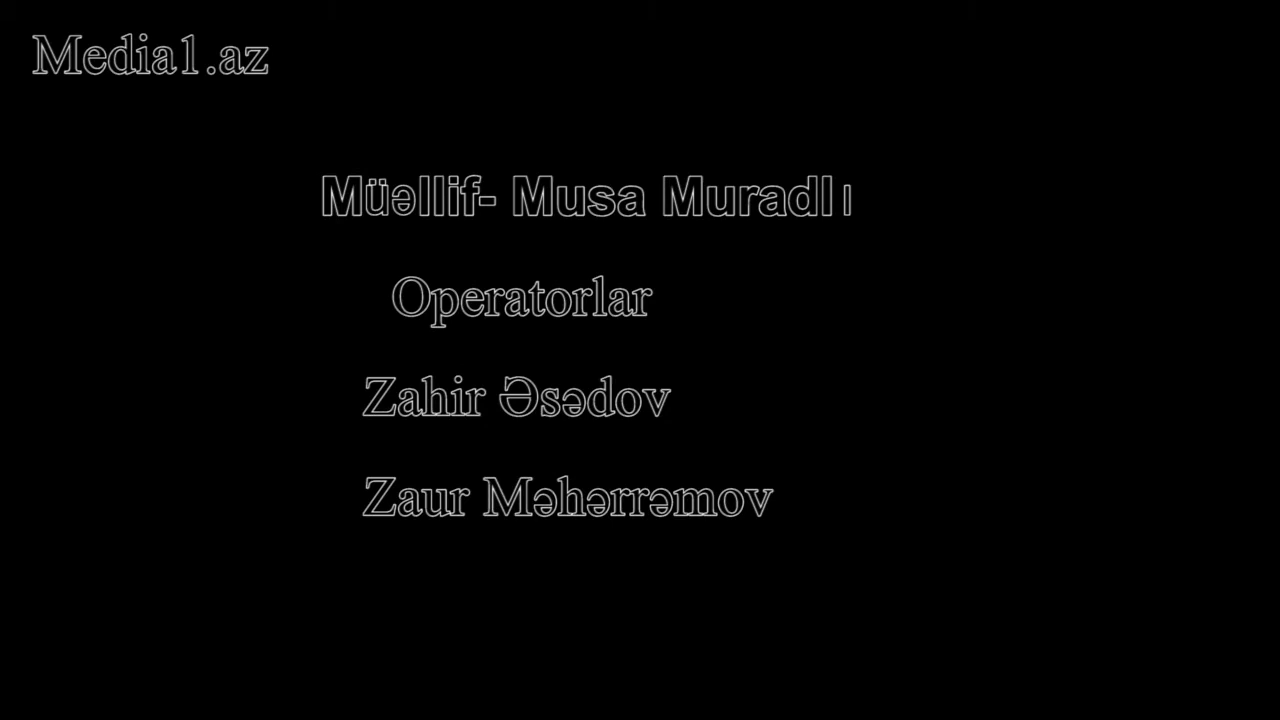 Media1.az
Müəllif- Musa Muradlı
Operatorlar
Zahir Əsədov
Zaur Məhərrəmov